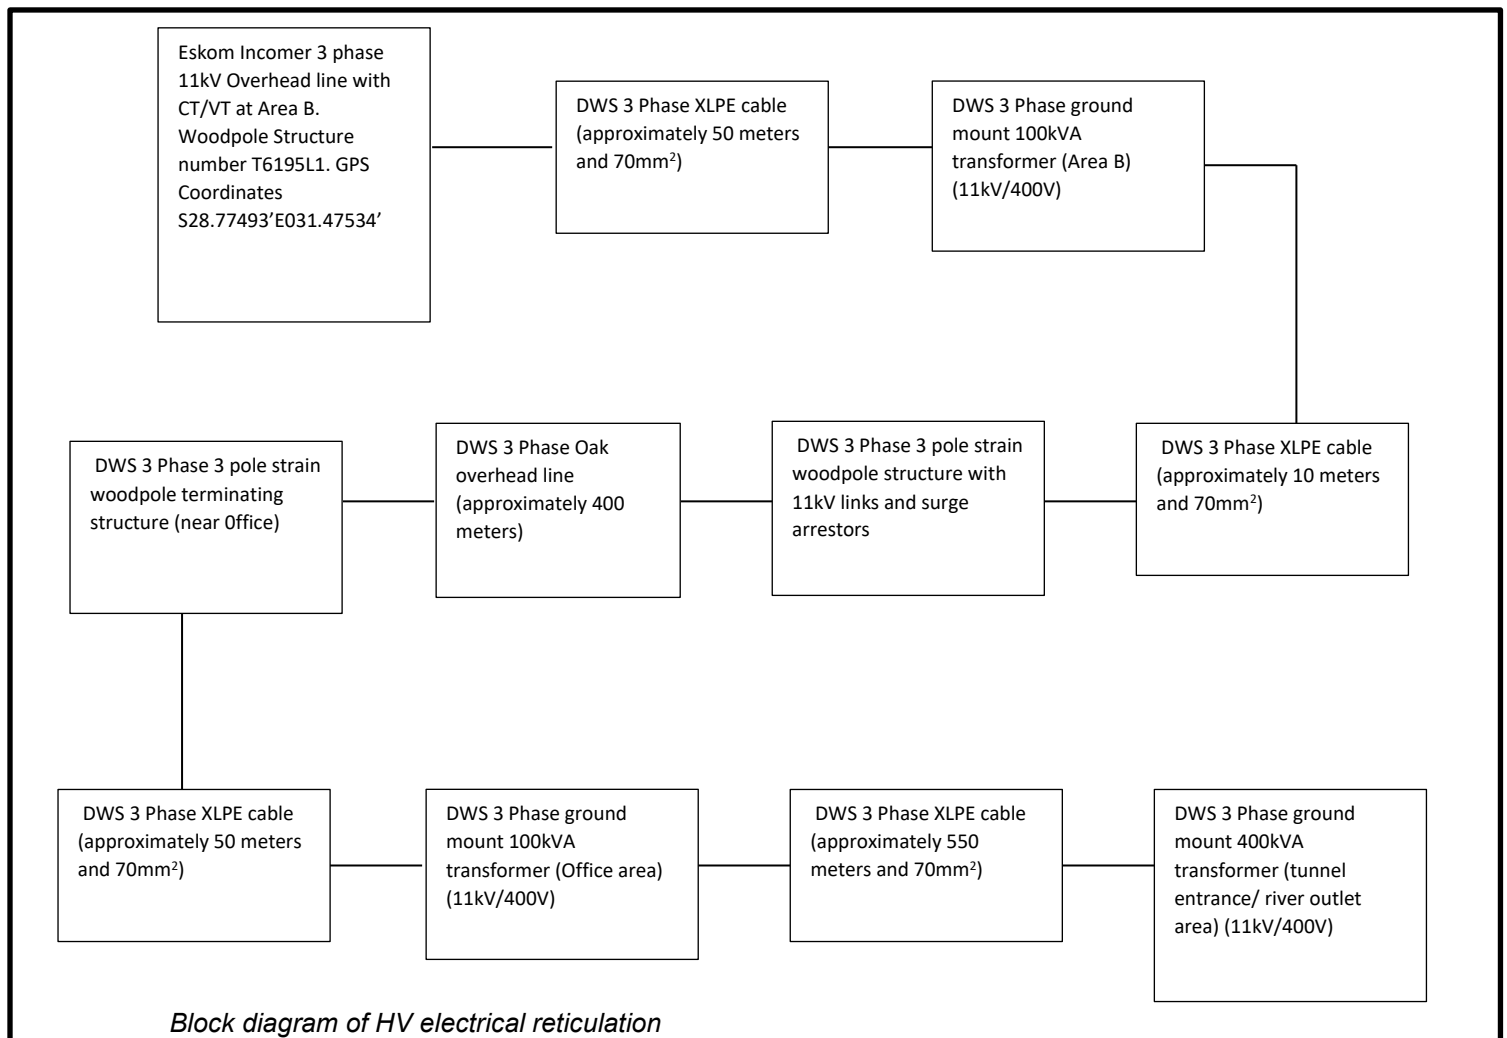 Eskom Incomer 3 phase
11kV Overhead line with
CT/VT at Area B.
Woodpole Structure
number T6195L1. GPS
Coordinates
S28.77493’E031.47534’
DWS 3 Phase XLPE cable
(approximately 50 meters
and 70mm²)
DWS 3 Phase ground
mount 100kVA
transformer (Area B)
(11kV/400V)
DWS 3 Phase 3 pole strain
woodpole terminating
structure (near 0ffice)
DWS 3 Phase Oak
overhead line
(approximately 400
meters)
DWS 3 Phase 3 pole strain
woodpole structure with
11kV links and surge
arrestors
DWS 3 Phase XLPE cable
(approximately 10 meters
and 70mm²)
DWS 3 Phase XLPE cable
(approximately 50 meters
and 70mm²)
DWS 3 Phase ground
mount 100kVA
transformer (Office area)
(11kV/400V)
DWS 3 Phase XLPE cable
(approximately 550
meters and 70mm²)
DWS 3 Phase ground
mount 400kVA
transformer (tunnel
entrance/ river outlet
area) (11kV/400V)
Block diagram of HV electrical reticulation